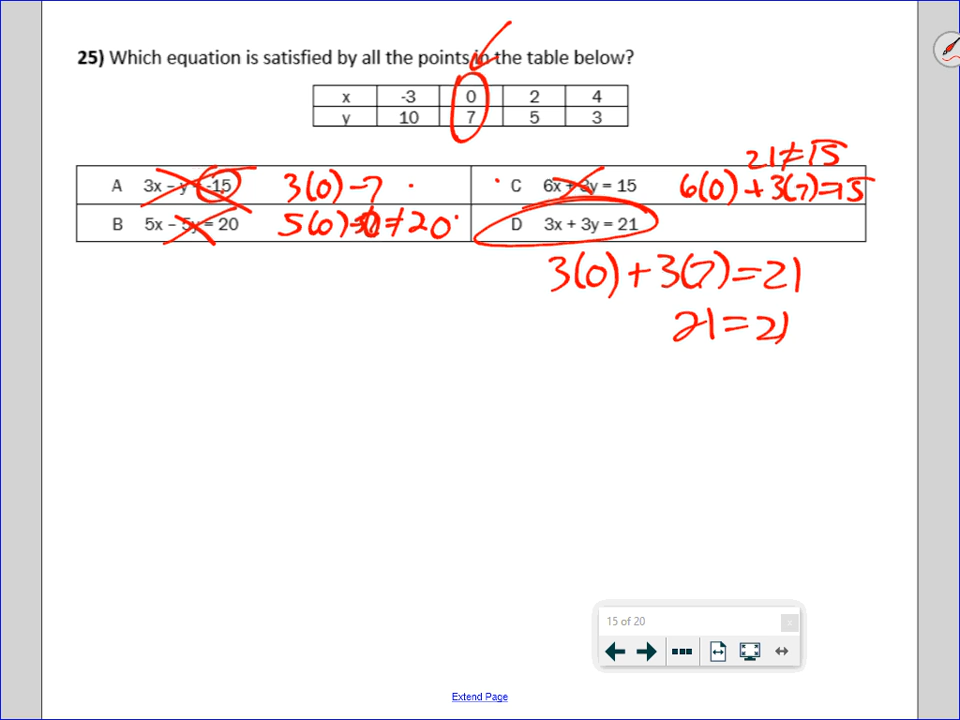 25) Which equation is satisfied by all the points in the table below?
x -3 0 2 4
y 10 7 5 3
21≠15
A 3x – y = -15 3(0) - 7
C 6x + 3y = 15 6(0) + 3(7) = 15
B 5x – 5y = 20 5(0) ≠ 20
D 3x + 3y = 21
3(0) + 3(7) = 21
21 = 21
15 of 20
Extend Page